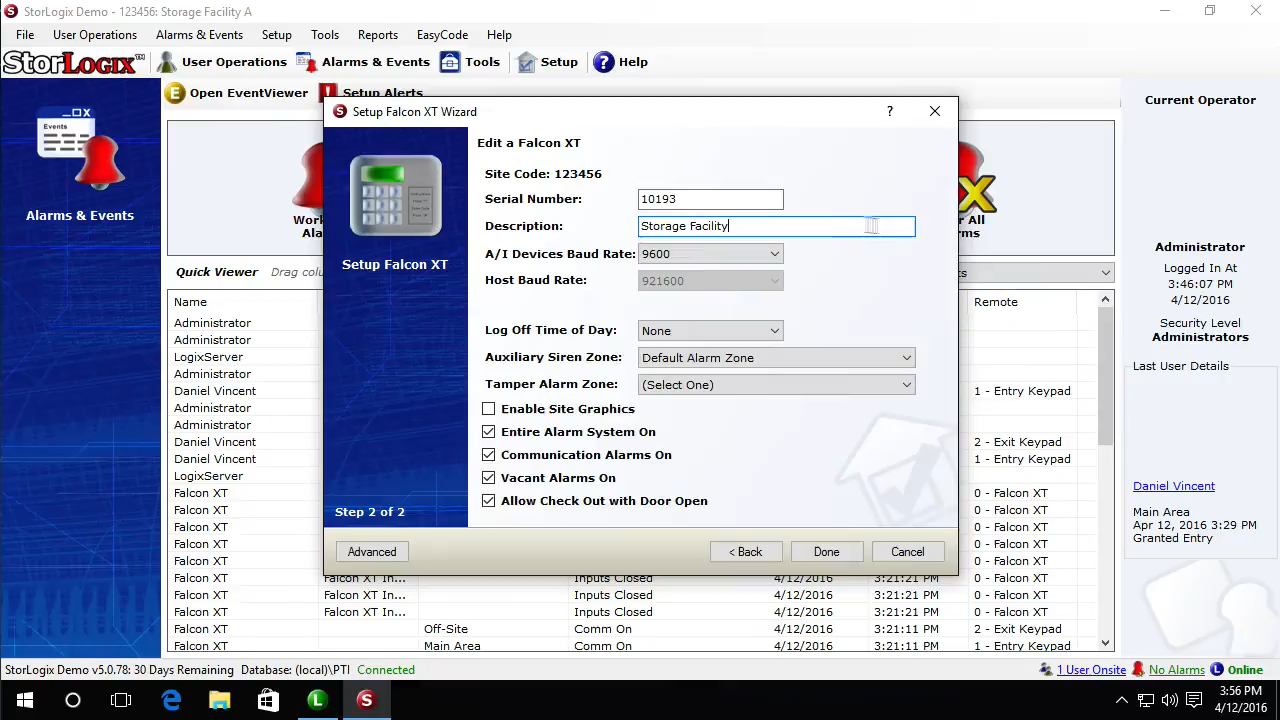 StorLogix Demo - 123456: Storage Facility A
File User Operations Alarms & Events Setup Tools Reports EasyCode Help
StorLogix™ User Operations Alarms & Events Tools Setup Help
Open EventViewer Setup Alerts
Events
Alarms & Events
Setup Falcon XT Wizard
Setup Falcon XT
Step 2 of 2
Edit a Falcon XT
Site Code: 123456
Serial Number: 10193
Description: Storage Facility
A/I Devices Baud Rate: 9600
Host Baud Rate: 921600
Log Off Time of Day: None
Auxiliary Siren Zone: Default Alarm Zone
Tamper Alarm Zone: (Select One)
Enable Site Graphics
Entire Alarm System On
Communication Alarms On
Vacant Alarms On
Allow Check Out with Door Open
Advanced < Back Done Cancel
Quick Viewer Drag
Name Remote
Administrator
Administrator
LogixServer
Administrator
Daniel Vincent 1 - Entry Keypad
Administrator
Administrator
Daniel Vincent 2 - Exit Keypad
Daniel Vincent 1 - Entry Keypad
LogixServer
Falcon XT 0 - Falcon XT
Falcon XT 0 - Falcon XT
Falcon XT 0 - Falcon XT
Falcon XT 0 - Falcon XT
Falcon XT 0 - Falcon XT
Falcon XT Falcon XT In... Inputs Closed 4/12/2016 3:21:21 PM 0 - Falcon XT
Falcon XT Falcon XT In... Inputs Closed 4/12/2016 3:21:21 PM 0 - Falcon XT
Falcon XT Falcon XT In... Inputs Closed 4/12/2016 3:21:21 PM 0 - Falcon XT
Falcon XT Off-Site Comm On 4/12/2016 3:21:11 PM 2 - Exit Keypad
Falcon XT Main Area Comm On 4/12/2016 3:21:11 PM 1 - Entry Keypad
Current Operator
Administrator
Logged In At
3:46:07 PM
4/12/2016
Security Level
Administrators
Last User Details
Daniel Vincent
Main Area
Apr 12, 2016 3:29 PM
Granted Entry
StorLogix Demo v5.0.78: 30 Days Remaining Database: (local)\PTI Connected 1 User Onsite No Alarms Online
3:56 PM
4/12/2016